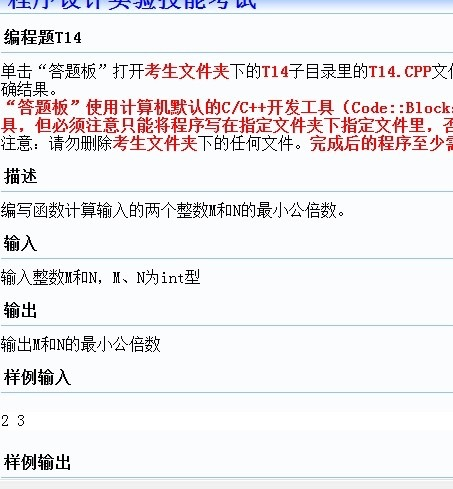 程序设计实验技能考试
编程题T14
单击“答题板”打开考生文件夹下的T14子目录里的T14.CPP文
确结果。
“答题板”使用计算机默认的C/C++开发工具（Code::Block
具，但必须注意只能将程序写在指定文件夹下指定文件里，否
注意：请勿删除考生文件夹下的任何文件。完成后的程序至少
描述
编写函数计算输入的两个整数M和N的最小公倍数。
输入
输入整数M和N，M、N为int型
输出
输出M和N的最小公倍数
样例输入
2 3
样例输出